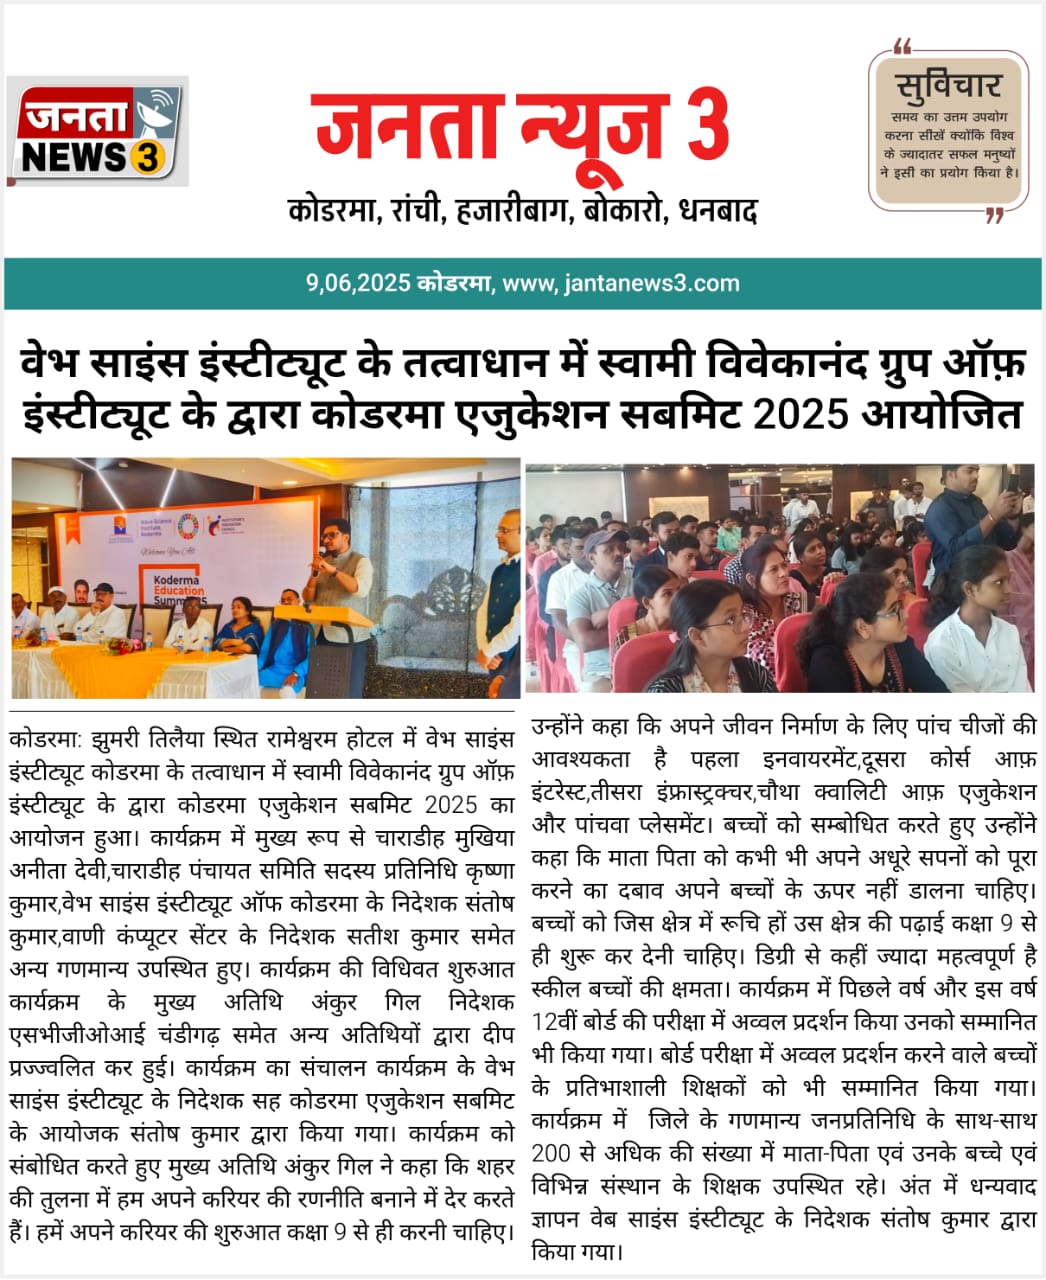 जनता
NEWS 3
जनता न्यूज 3
कोडरमा, रांची, हजारीबाग, बोकारो, धनबाद
सुविचार
समय का उत्तम उपयोग
करना सीखें क्योंकि विश्व
के ज्यादातर सफल मनुष्यों
ने इसी का प्रयोग किया है।
9,06,2025 कोडरमा, www, jantanews3.com
वेभ साइंस इंस्टीट्यूट के तत्वाधान में स्वामी विवेकानंद ग्रुप ऑफ़
इंस्टीट्यूट के द्वारा कोडरमा एजुकेशन सबमिट 2025 आयोजित
Wave Science
Institute,
Koderma
Welcome You All
Koderma
Education
कोडरमा: झुमरी तिलैया स्थित रामेश्वरम होटल में वेभ साइंस
इंस्टीट्यूट कोडरमा के तत्वाधान में स्वामी विवेकानंद ग्रुप ऑफ़
इंस्टीट्यूट के द्वारा कोडरमा एजुकेशन सबमिट 2025 का
आयोजन हुआ। कार्यक्रम में मुख्य रूप से चाराडीह मुखिया
अनीता देवी,चाराडीह पंचायत समिति सदस्य प्रतिनिधि कृष्णा
कुमार,वेभ साइंस इंस्टीट्यूट ऑफ कोडरमा के निदेशक संतोष
कुमार,वाणी कंप्यूटर सेंटर के निदेशक सतीश कुमार समेत
अन्य गणमान्य उपस्थित हुए। कार्यक्रम की विधिवत शुरुआत
कार्यक्रम के मुख्य अतिथि अंकुर गिल निदेशक
एसभीजीओआई चंडीगढ़ समेत अन्य अतिथियों द्वारा दीप
प्रज्ज्वलित कर हुई। कार्यक्रम का संचालन कार्यक्रम के वेभ
साइंस इंस्टीट्यूट के निदेशक सह कोडरमा एजुकेशन सबमिट
के आयोजक संतोष कुमार द्वारा किया गया। कार्यक्रम को
संबोधित करते हुए मुख्य अतिथि अंकुर गिल ने कहा कि शहर
की तुलना में हम अपने करियर की रणनीति बनाने में देर करते
हैं। हमें अपने करियर की शुरुआत कक्षा 9 से ही करनी चाहिए।
उन्होंने कहा कि अपने जीवन निर्माण के लिए पांच चीजों की
आवश्यकता है पहला इनवायरमेंट,दूसरा कोर्स आफ़
इंटरेस्ट,तीसरा इंफ्रास्ट्रक्चर,चौथा क्वालिटी आफ़ एजुकेशन
और पांचवा प्लेसमेंट। बच्चों को सम्बोधित करते हुए उन्होंने
कहा कि माता पिता को कभी भी अपने अधूरे सपनों को पूरा
करने का दबाव अपने बच्चों के ऊपर नहीं डालना चाहिए।
बच्चों को जिस क्षेत्र में रूचि हों उस क्षेत्र की पढ़ाई कक्षा 9 से
ही शुरू कर देनी चाहिए। डिग्री से कहीं ज्यादा महत्वपूर्ण है
स्कील बच्चों की क्षमता। कार्यक्रम में पिछले वर्ष और इस वर्ष
12वीं बोर्ड की परीक्षा में अव्वल प्रदर्शन किया उनको सम्मानित
भी किया गया। बोर्ड परीक्षा में अव्वल प्रदर्शन करने वाले बच्चों
के प्रतिभाशाली शिक्षकों को भी सम्मानित किया गया।
कार्यक्रम में जिले के गणमान्य जनप्रतिनिधि के साथ-साथ
200 से अधिक की संख्या में माता-पिता एवं उनके बच्चे एवं
विभिन्न संस्थान के शिक्षक उपस्थित रहे। अंत में धन्यवाद
ज्ञापन वेब साइंस इंस्टीट्यूट के निदेशक संतोष कुमार द्वारा
किया गया।